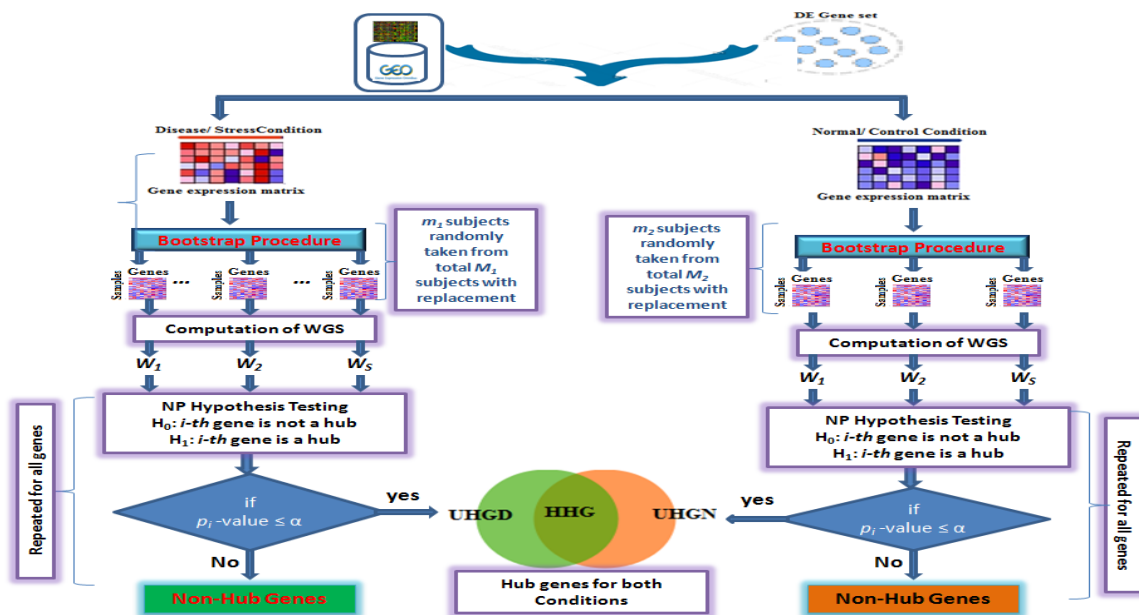 DE Gene set
GEO
Disease/ StressCondition
Gene expression matrix
Bootstrap Procedure
Genes
Genes
Genes
Samples
Samples
Samples
...
...
m1 subjects
randomly
taken from
total M1
subjects with
replacement
Computation of WGS
W1
W2
WS
NP Hypothesis Testing
H0: i-th gene is not a hub
H1: i-th gene is a hub
Repeated for all genes
if
pi-value ≤ α
yes
No
Non-Hub Genes
UHGD
HHG
UHGN
Hub genes for both
Conditions
Normal/ Control Condition
Gene expression matrix
m2 subjects
randomly
taken from
total M2
subjects with
replacement
Bootstrap Procedure
Genes
Genes
Genes
Samples
Samples
Samples
Computation of WGS
W1
W2
WS
NP Hypothesis Testing
H0: i-th gene is not a hub
H1: i-th gene is a hub
Repeated for all genes
if
pi-value ≤ α
yes
No
Non-Hub Genes